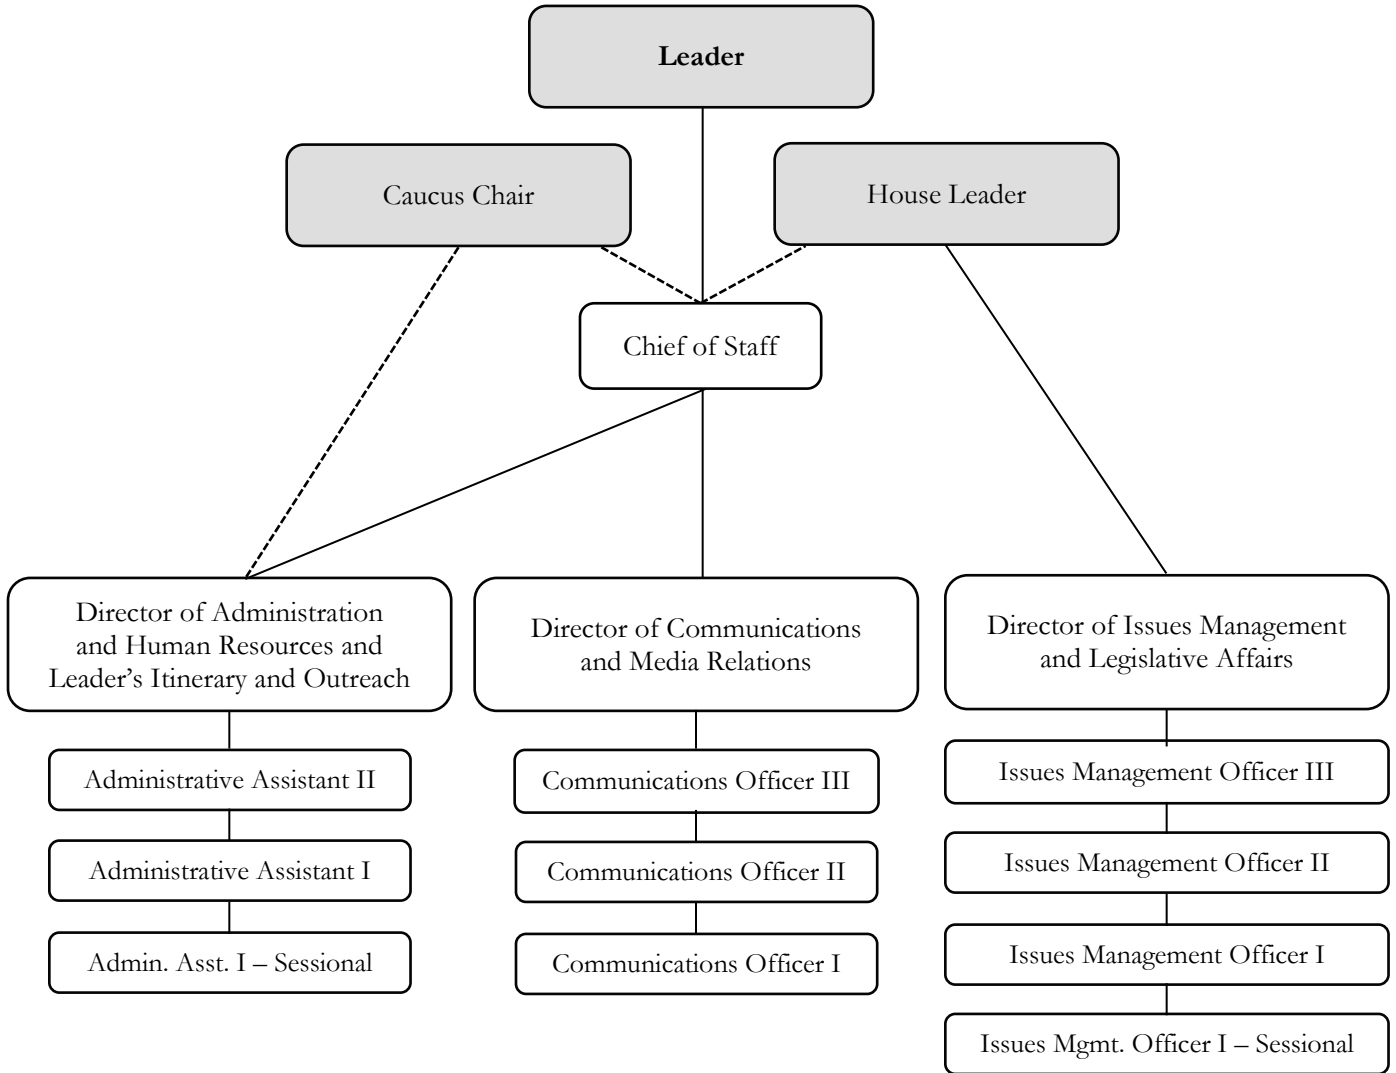 Leader
Caucus Chair
House Leader
Chief of Staff
Director of Administration
and Human Resources and
Leader’s Itinerary and Outreach
Director of Communications
and Media Relations
Director of Issues Management
and Legislative Affairs
Administrative Assistant II
Administrative Assistant I
Admin. Asst. I – Sessional
Communications Officer III
Communications Officer II
Communications Officer I
Issues Management Officer III
Issues Management Officer II
Issues Management Officer I
Issues Mgmt. Officer I – Sessional